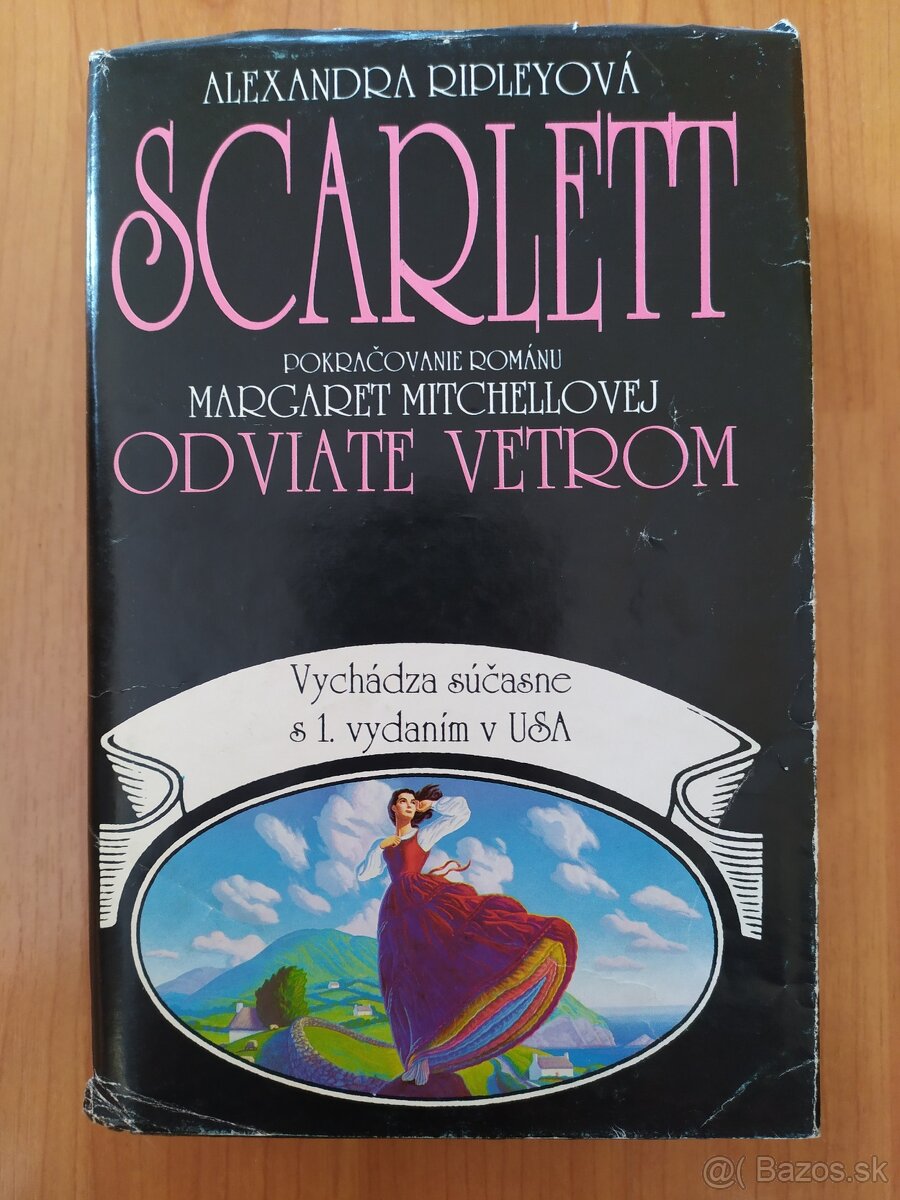 ALEXANDRA RIPLEYOVÁ
SCARLETT
POKRAČOVANIE ROMÁNU
MARGARET MITCHELLOVEJ
ODVIATE VETROM
Vychádza súčasne
s 1. vydaním v USA
@( Bazos.sk